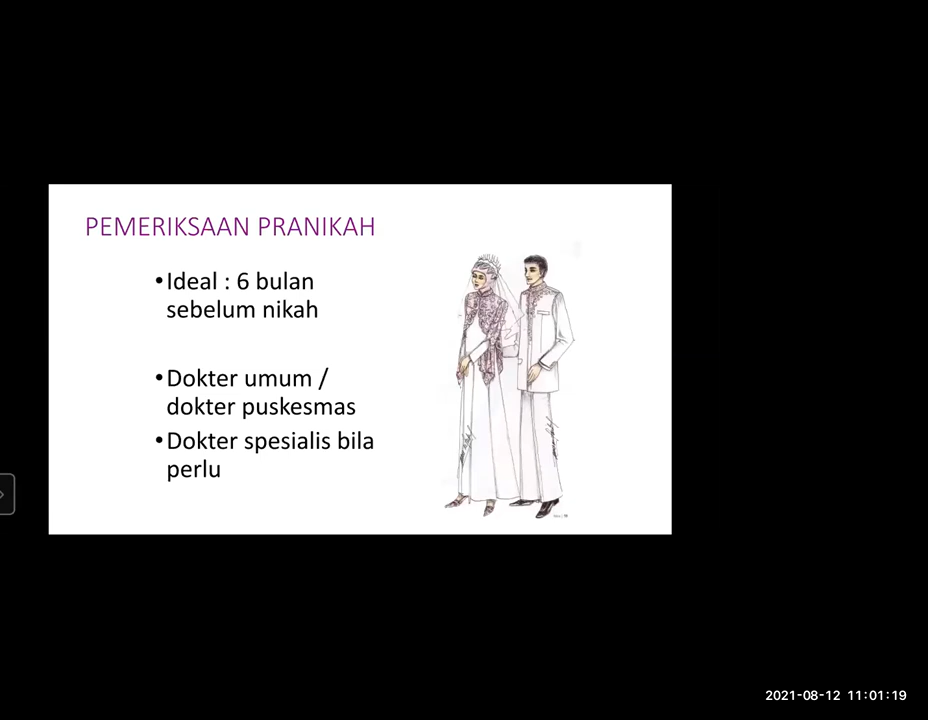 PEMERIKSAAN PRANIKAH
•Ideal : 6 bulan
sebelum nikah
•Dokter umum /
dokter puskesmas
•Dokter spesialis bila
perlu
2021-08-12 11:01:19